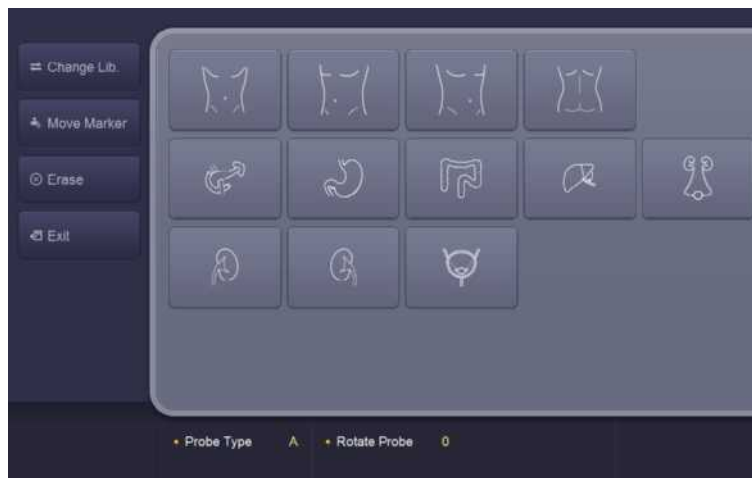 Change Lib.
Move Marker
Erase
Exit
Probe Type A
Rotate Probe 0